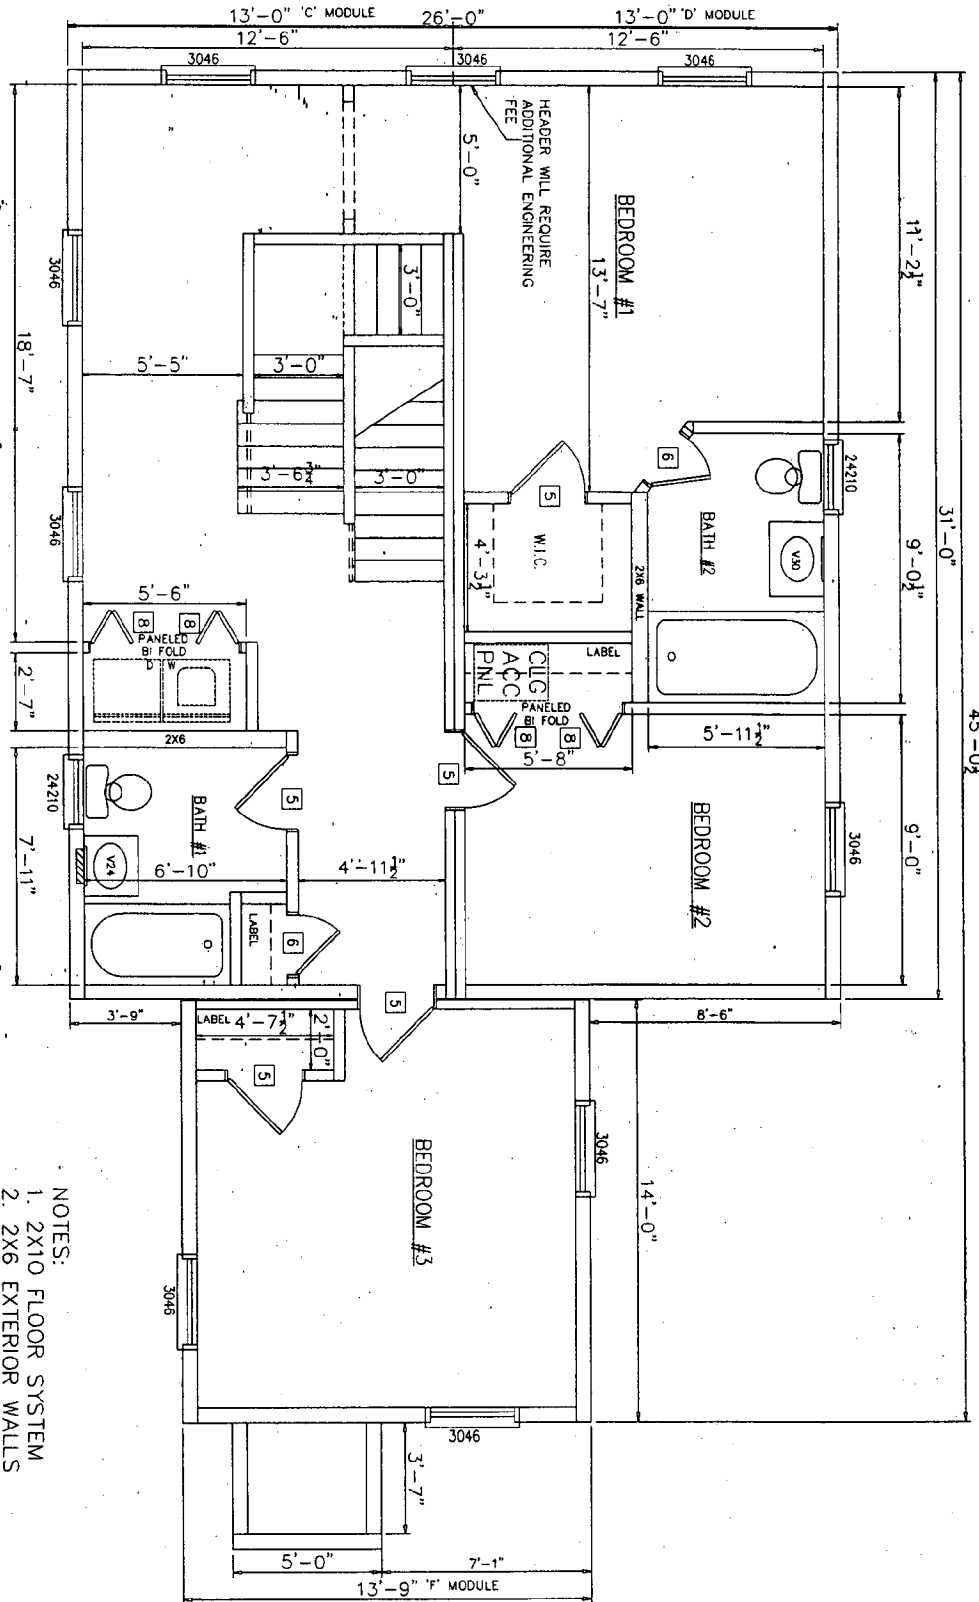 13'-0" 'C' MODULE
26'-0"
13'-0" 'D' MODULE
12'-6"
12'-6"
3046
3046
3046
HEADER WILL REQUIRE
ADDITIONAL ENGINEERING
FEE
5'-0"
BEDROOM #1
13'-7"
11'-2½"
3046
18'-7"
5'-5"
3'-0"
3'-0"
3'-6¾"
3'-0"
3046
5
6
24210
BATH #2
V30
W.I.C.
4'-3½"
2X6 WALL
9'-0½"
31'-0"
45'-0½"
5'-6"
8
8
PANELED
BI FOLD
D
W
2'-7"
LABEL
CLG
ACC
PNL
PANELED
BI FOLD
8
8
5'-8"
5'-11½"
2X6
24210
BATH #1
V24
6'-10"
7'-11"
5
5
4'-11½"
LABEL
6
BEDROOM #2
3046
9'-0"
3'-9"
LABEL
4'-7½"
2'-0"
5
5
8'-6"
BEDROOM #3
3046
14'-0"
3046
3046
3'-7"
5'-0"
7'-1"
13'-9" 'F' MODULE
NOTES:
1. 2X10 FLOOR SYSTEM
2. 2X6 EXTERIOR WALLS